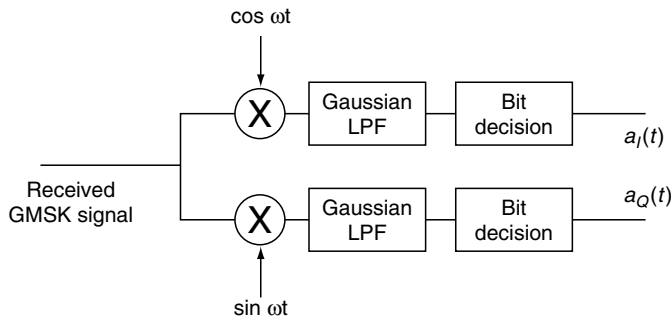 cos ωt
X
Gaussian
LPF
Bit
decision
a_I(t)
Received
GMSK signal
X
Gaussian
LPF
Bit
decision
a_Q(t)
sin ωt